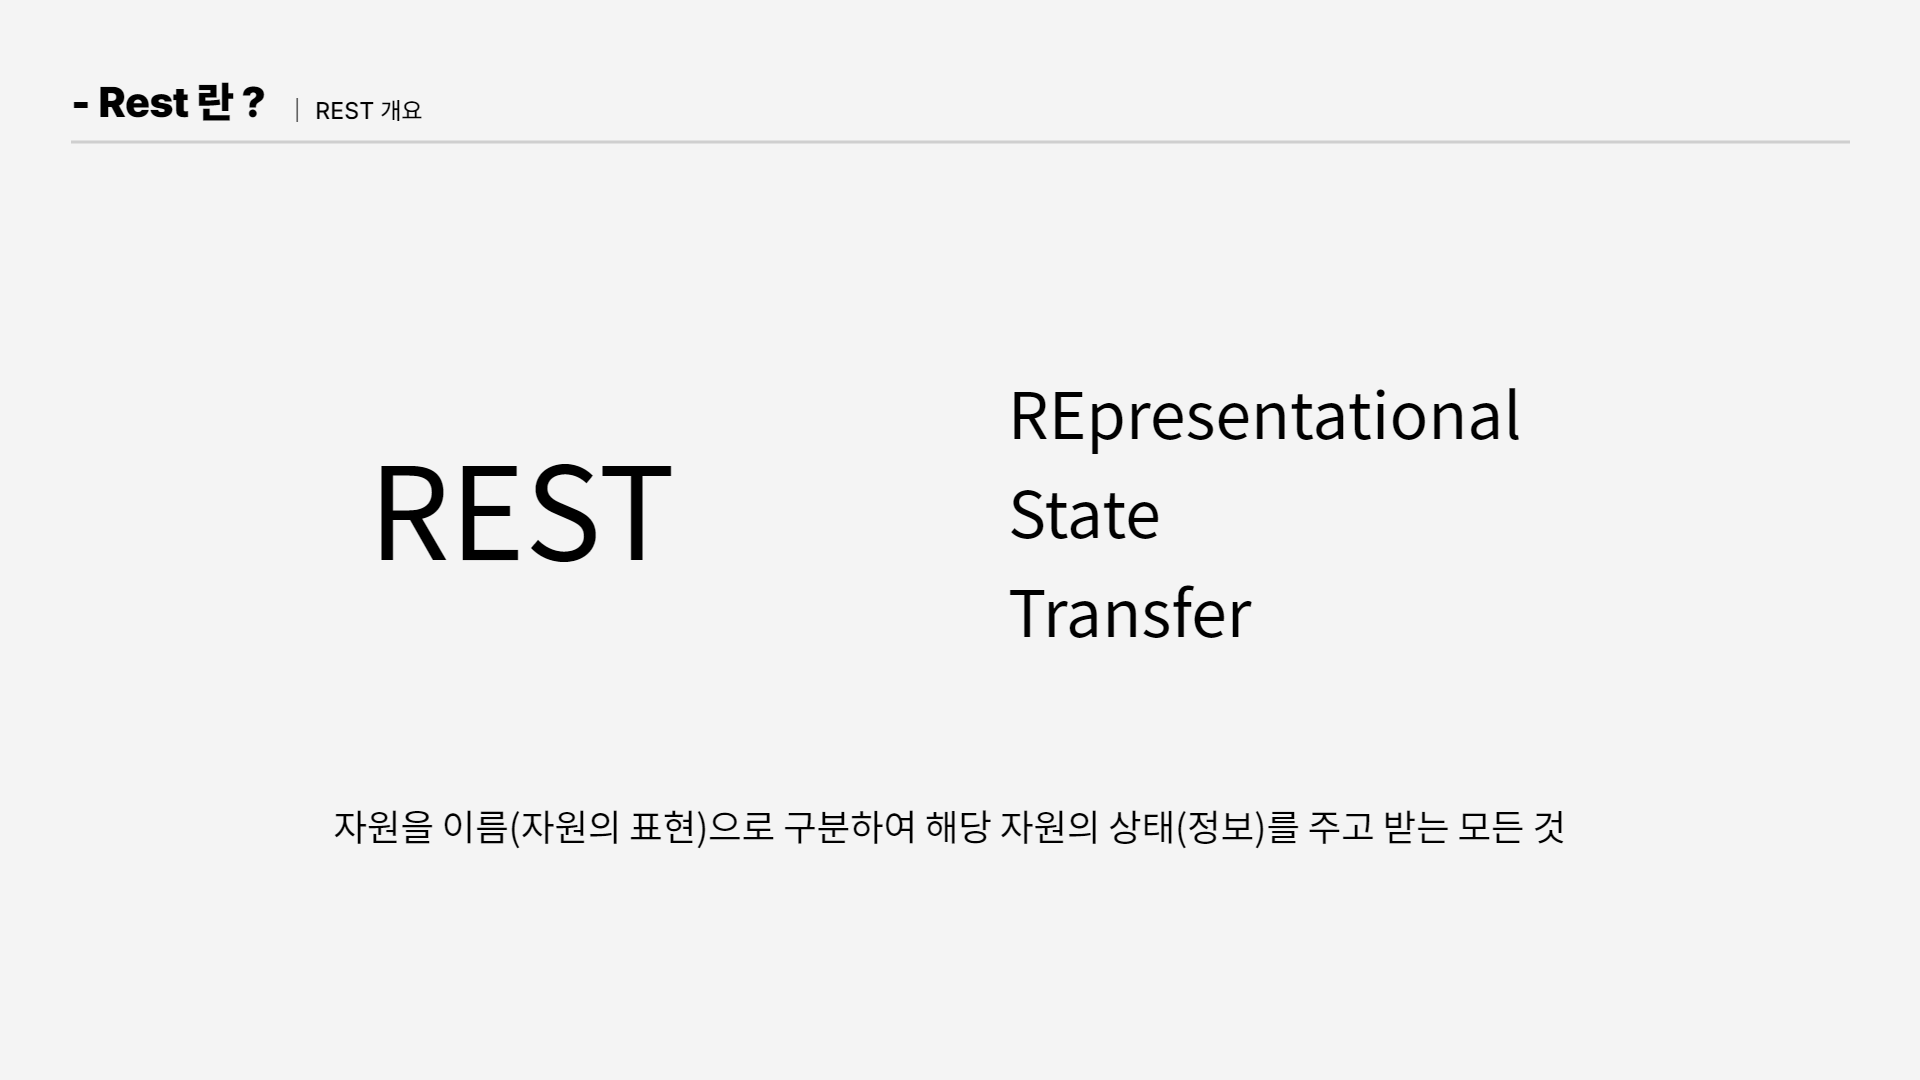 - Rest 란 ? | REST 개요
REST
REpresentational
State
Transfer
자원을 이름(자원의 표현)으로 구분하여 해당 자원의 상태(정보)를 주고 받는 모든 것